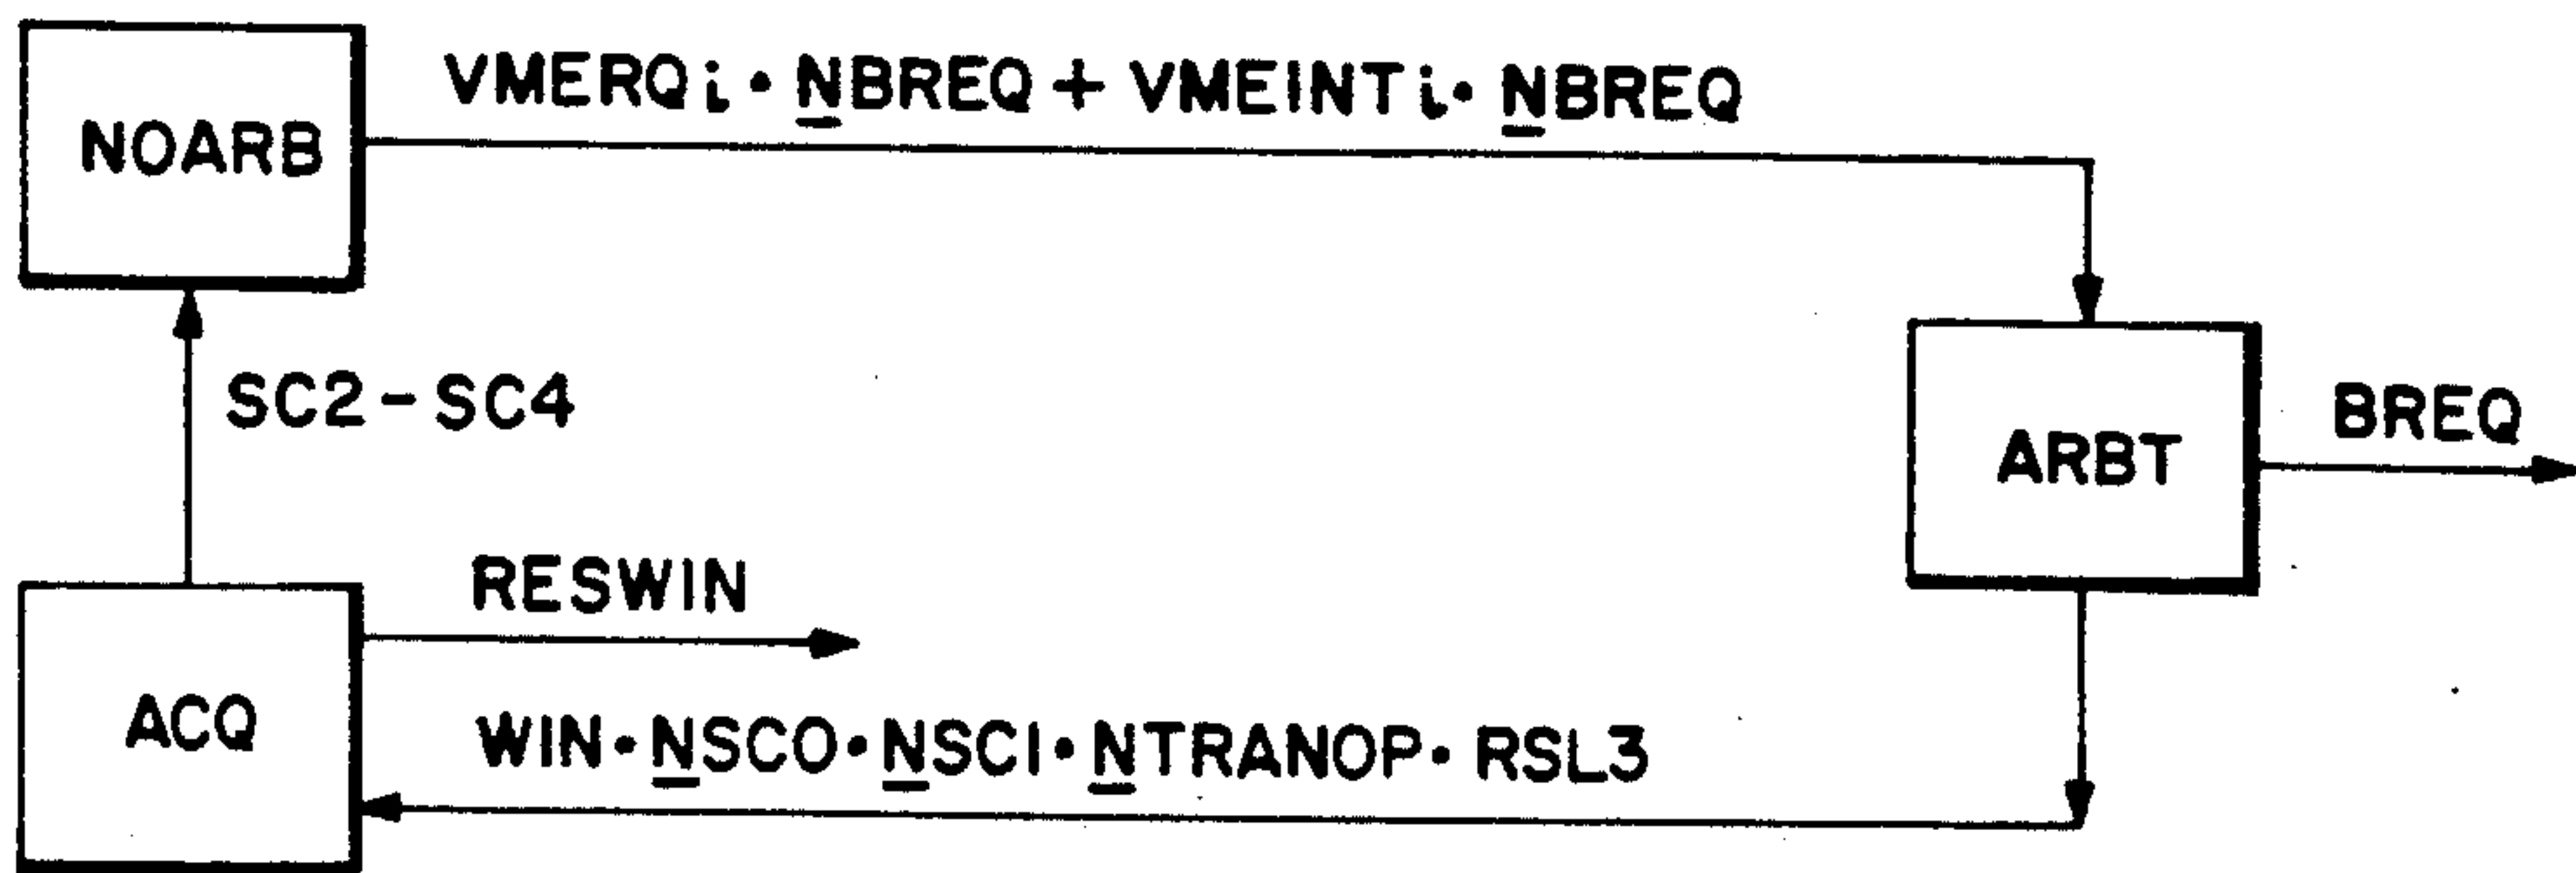 VMERQi • NBREQ + VMEINTi • NBREQ
NOARB
SC2 - SC4
BREQ
ARBT
RESWIN
WIN • NSCO • NSCI • NTRANOP • RSL3
ACQ